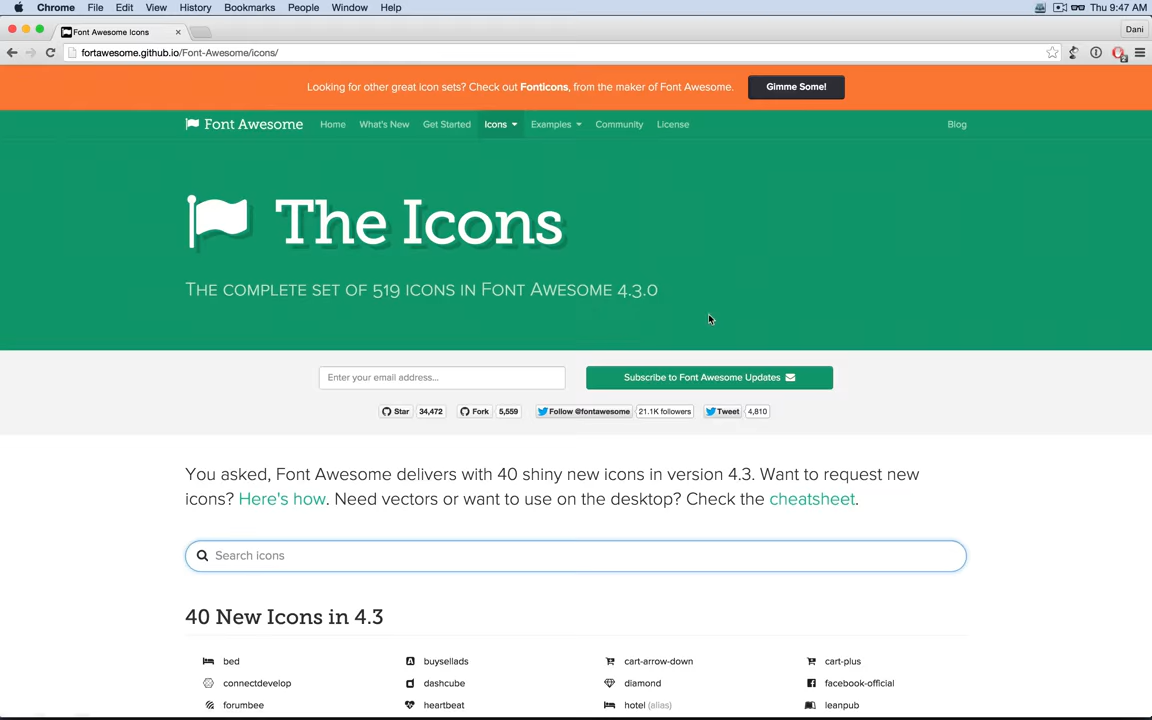 Chrome File Edit View History Bookmarks People Window Help Thu 9:47 AM
Font Awesome Icons Dani
fortawesome.github.io/Font-Awesome/icons/
Looking for other great icon sets? Check out Fonticons, from the maker of Font Awesome. Gimme Some!
Font Awesome Home What's New Get Started Icons Examples Community License Blog
The Icons
The complete set of 519 icons in Font Awesome 4.3.0
Enter your email address... Subscribe to Font Awesome Updates
Star 34,472 Fork 5,559 Follow @fontawesome 21.1K followers Tweet 4,810
You asked, Font Awesome delivers with 40 shiny new icons in version 4.3. Want to request new
icons? Here's how. Need vectors or want to use on the desktop? Check the cheatsheet.
Search icons
40 New Icons in 4.3
bed buysellads cart-arrow-down cart-plus
connectdevelop dashcube diamond facebook-official
forumbee heartbeat hotel (alias) leanpub